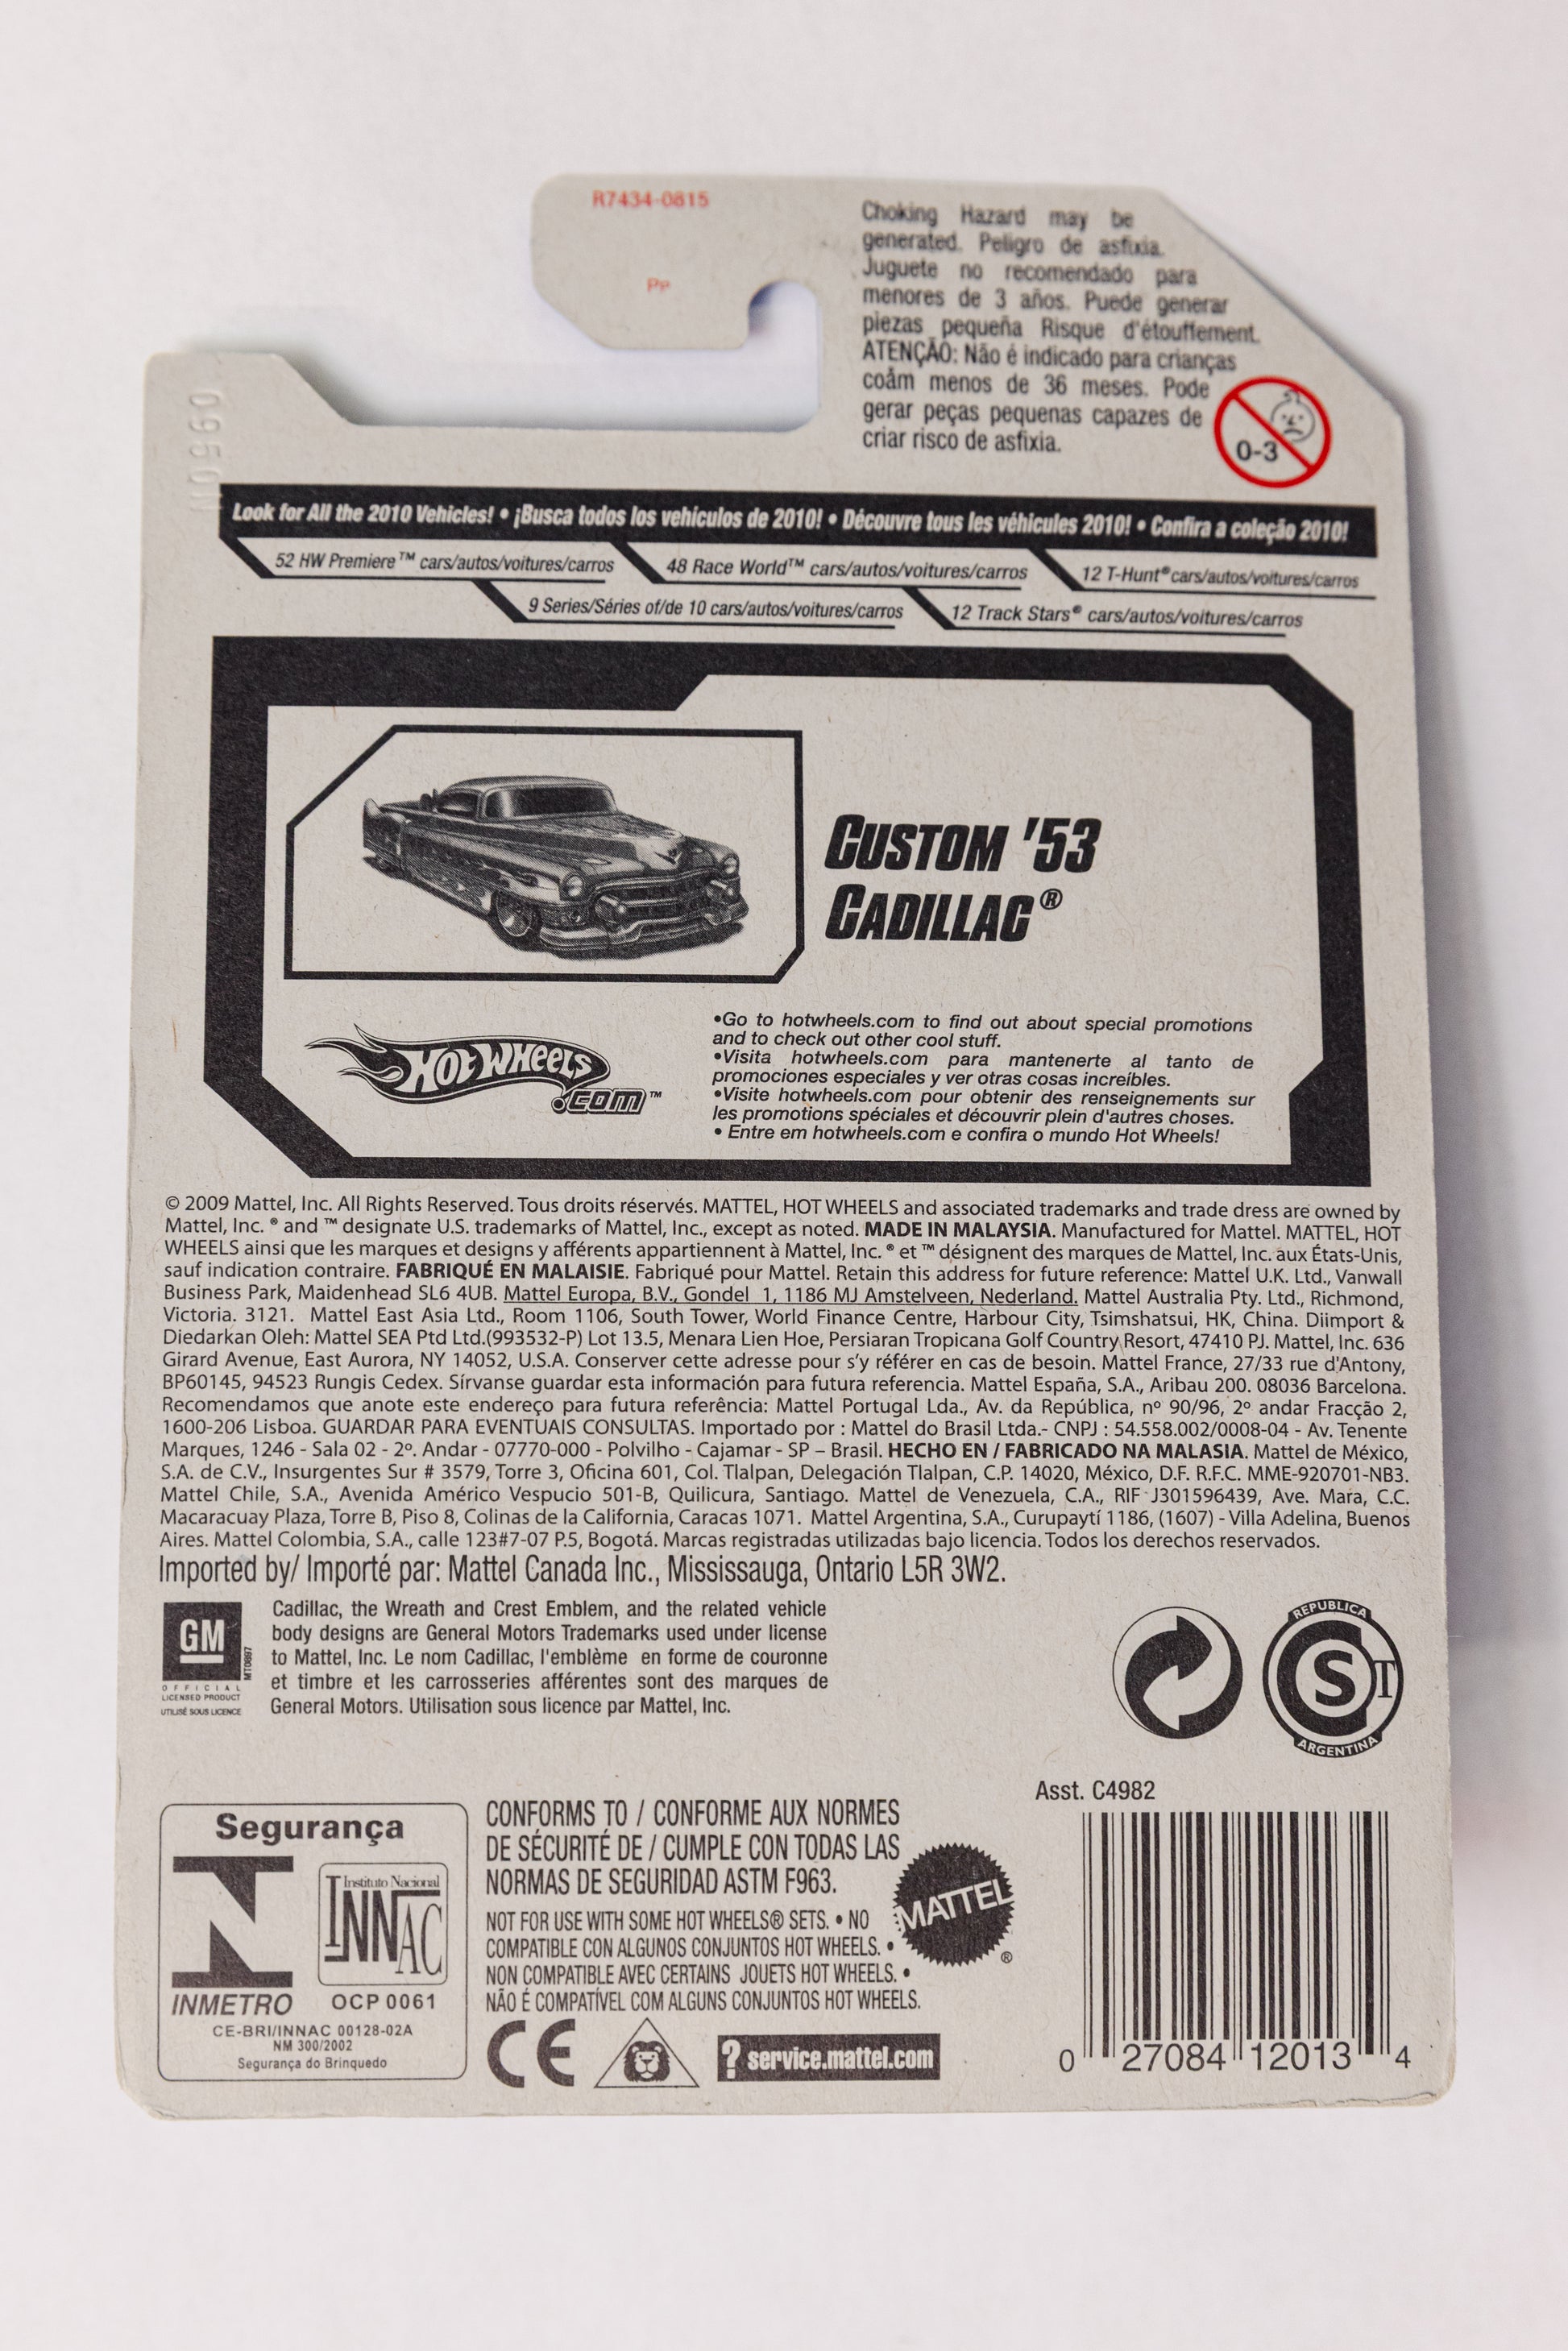 R7434-0815
PP
Choking Hazard may be
generated. Peligro de asfixia.
Juguete no recomendado para
menores de 3 años. Puede generar
piezas pequeña Risque d'étouffement.
ATENÇÃO: Não é indicado para crianças
coâm menos de 36 meses. Pode
gerar peças pequenas capazes de
criar risco de asfixia.
0-3
Look for All the 2010 Vehicles! • ¡Busca todos los vehículos de 2010! • Découvre tous les véhicules 2010! • Confira a coleção 2010!
52 HW Premiere™ cars/autos/voitures/carros
48 Race World™ cars/autos/voitures/carros
12 T-Hunt® cars/autos/voitures/carros
9 Series/Séries of/de 10 cars/autos/voitures/carros
12 Track Stars® cars/autos/voitures/carros
CUSTOM '53
CADILLAC®
HOT WHEELS
.com™
•Go to hotwheels.com to find out about special promotions
and to check out other cool stuff.
•Visita hotwheels.com para mantenerte al tanto de
promociones especiales y ver otras cosas increíbles.
•Visite hotwheels.com pour obtenir des renseignements sur
les promotions spéciales et découvrir plein d'autres choses.
• Entre em hotwheels.com e confira o mundo Hot Wheels!
© 2009 Mattel, Inc. All Rights Reserved. Tous droits réservés. MATTEL, HOT WHEELS and associated trademarks and trade dress are owned by
Mattel, Inc. ® and ™ designate U.S. trademarks of Mattel, Inc., except as noted. MADE IN MALAYSIA. Manufactured for Mattel. MATTEL, HOT
WHEELS ainsi que les marques et designs y afférents appartiennent à Mattel, Inc. ® et ™ désignent des marques de Mattel, Inc. aux États-Unis,
sauf indication contraire. FABRIQUÉ EN MALAISIE. Fabriqué pour Mattel. Retain this address for future reference: Mattel U.K. Ltd., Vanwall
Business Park, Maidenhead SL6 4UB. Mattel Europa, B.V., Gondel 1, 1186 MJ Amstelveen, Nederland. Mattel Australia Pty. Ltd., Richmond,
Victoria. 3121. Mattel East Asia Ltd., Room 1106, South Tower, World Finance Centre, Harbour City, Tsimshatsui, HK, China. Diimport &
Diedarkan Oleh: Mattel SEA Ptd Ltd.(993532-P) Lot 13.5, Menara Lien Hoe, Persiaran Tropicana Golf Country Resort, 47410 PJ. Mattel, Inc. 636
Girard Avenue, East Aurora, NY 14052, U.S.A. Conserver cette adresse pour s'y référer en cas de besoin. Mattel France, 27/33 rue d'Antony,
BP60145, 94523 Rungis Cedex. Sírvanse guardar esta información para futura referencia. Mattel España, S.A., Aribau 200. 08036 Barcelona.
Recomendamos que anote este endereço para futura referência: Mattel Portugal Lda., Av. da República, nº 90/96, 2º andar Fracção 2,
1600-206 Lisboa. GUARDAR PARA EVENTUAIS CONSULTAS. Importado por : Mattel do Brasil Ltda.- CNPJ : 54.558.002/0008-04 - Av. Tenente
Marques, 1246 - Sala 02 - 2º. Andar - 07770-000 - Polvilho - Cajamar - SP – Brasil. HECHO EN / FABRICADO NA MALASIA. Mattel de México,
S.A. de C.V., Insurgentes Sur # 3579, Torre 3, Oficina 601, Col. Tlalpan, Delegación Tlalpan, C.P. 14020, México, D.F. R.F.C. MME-920701-NB3.
Mattel Chile, S.A., Avenida Américo Vespucio 501-B, Quilicura, Santiago. Mattel de Venezuela, C.A., RIF J301596439, Ave. Mara, C.C.
Macaracuay Plaza, Torre B, Piso 8, Colinas de la California, Caracas 1071. Mattel Argentina, S.A., Curupaytí 1186, (1607) - Villa Adelina, Buenos
Aires. Mattel Colombia, S.A., calle 123#7-07 P.5, Bogotá. Marcas registradas utilizadas bajo licencia. Todos los derechos reservados.
Imported by/ Importé par: Mattel Canada Inc., Mississauga, Ontario L5R 3W2.
GM
MT0897
OFFICIAL
LICENSED PRODUCT
UTILISÉ SOUS LICENCE
Cadillac, the Wreath and Crest Emblem, and the related vehicle
body designs are General Motors Trademarks used under license
to Mattel, Inc. Le nom Cadillac, l'emblème en forme de couronne
et timbre et les carrosseries afférentes sont des marques de
General Motors. Utilisation sous licence par Mattel, Inc.
REPUBLICA
S T
ARGENTINA
Segurança
Instituto Nacional
INNAC
INMETRO
OCP 0061
CE-BRI/INNAC 00128-02A
NM 300/2002
Segurança do Brinquedo
CONFORMS TO / CONFORME AUX NORMES
DE SÉCURITÉ DE / CUMPLE CON TODAS LAS
NORMAS DE SEGURIDAD ASTM F963.
NOT FOR USE WITH SOME HOT WHEELS® SETS. • NO
COMPATIBLE CON ALGUNOS CONJUNTOS HOT WHEELS. •
NON COMPATIBLE AVEC CERTAINS JOUETS HOT WHEELS. •
NÃO É COMPATÍVEL COM ALGUNS CONJUNTOS HOT WHEELS.
MATTEL
®
CE
? service.mattel.com
Asst. C4982
0 27084 12013 4